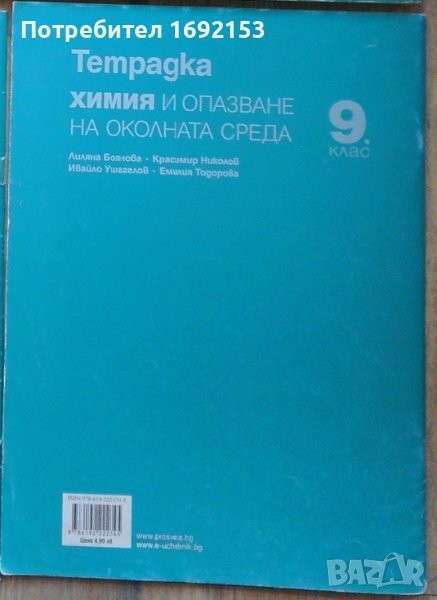 Потребител 1692153
Тетрадка
ХИМИЯ И ОПАЗВАНЕ
НА ОКОЛНАТА СРЕДА
9.
клас
Лиляна Боянова · Красимир Николов
Ивайло Ушагелов · Емилия Тодорова
Цена 4,90 лв.
www.prosveta.bg
www.e-uchebnik.bg
BAZAR